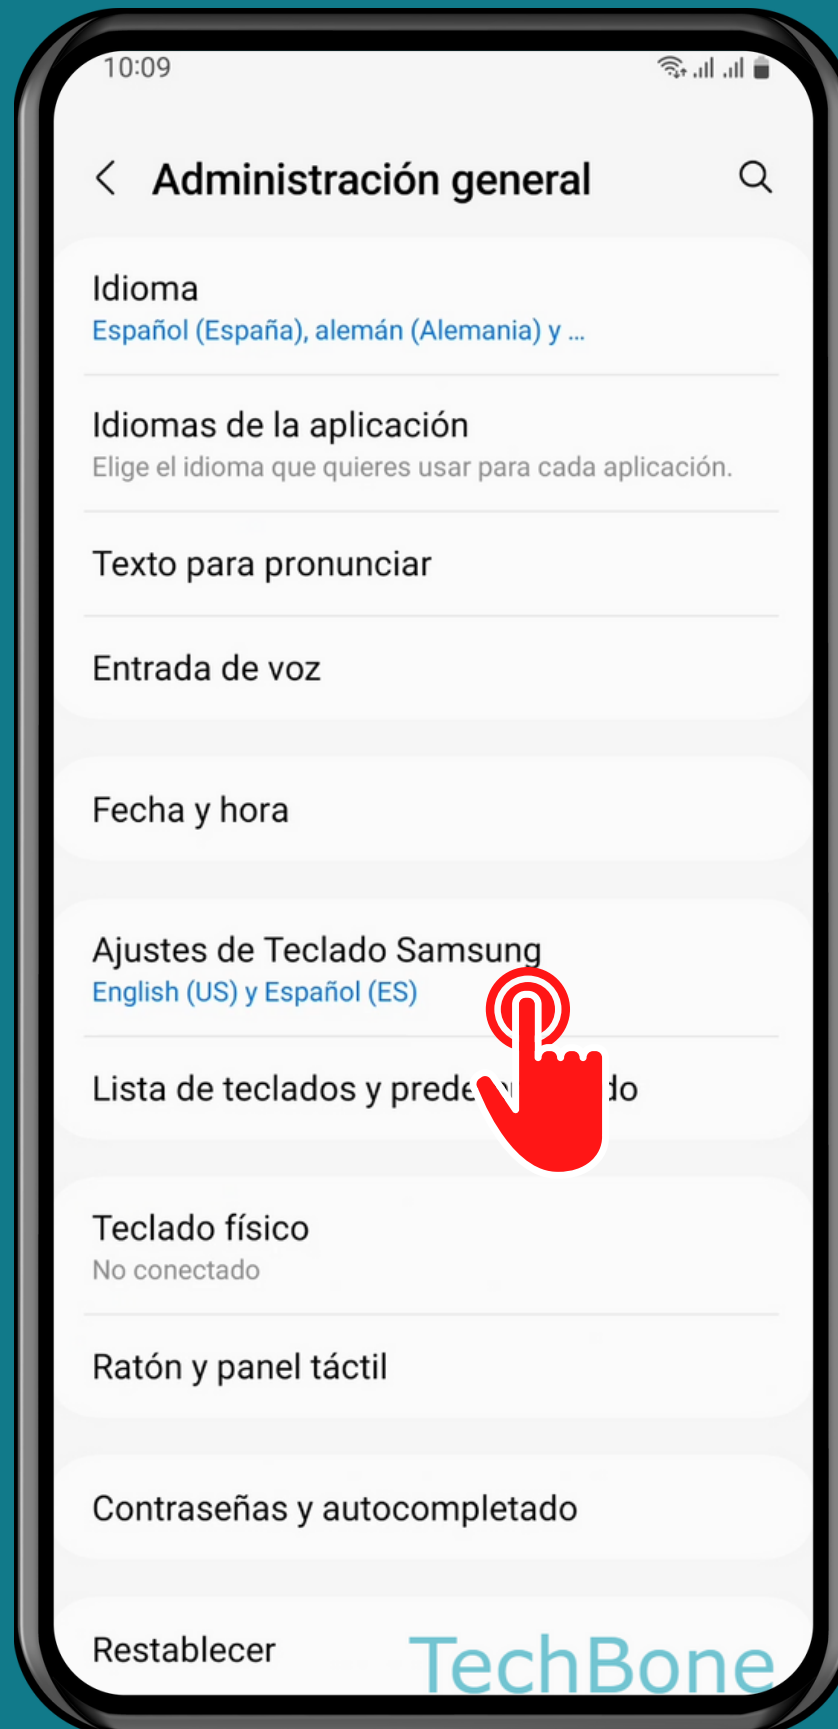 10:09
Administración general
Idioma
Español (España), alemán (Alemania) y ...
Idiomas de la aplicación
Elige el idioma que quieres usar para cada aplicación.
Texto para pronunciar
Entrada de voz
Fecha y hora
Ajustes de Teclado Samsung
English (US) y Español (ES)
Lista de teclados y
Teclado físico
No conectado
Ratón y panel táctil
Contraseñas y autocompletado
Restablecer
TechBone